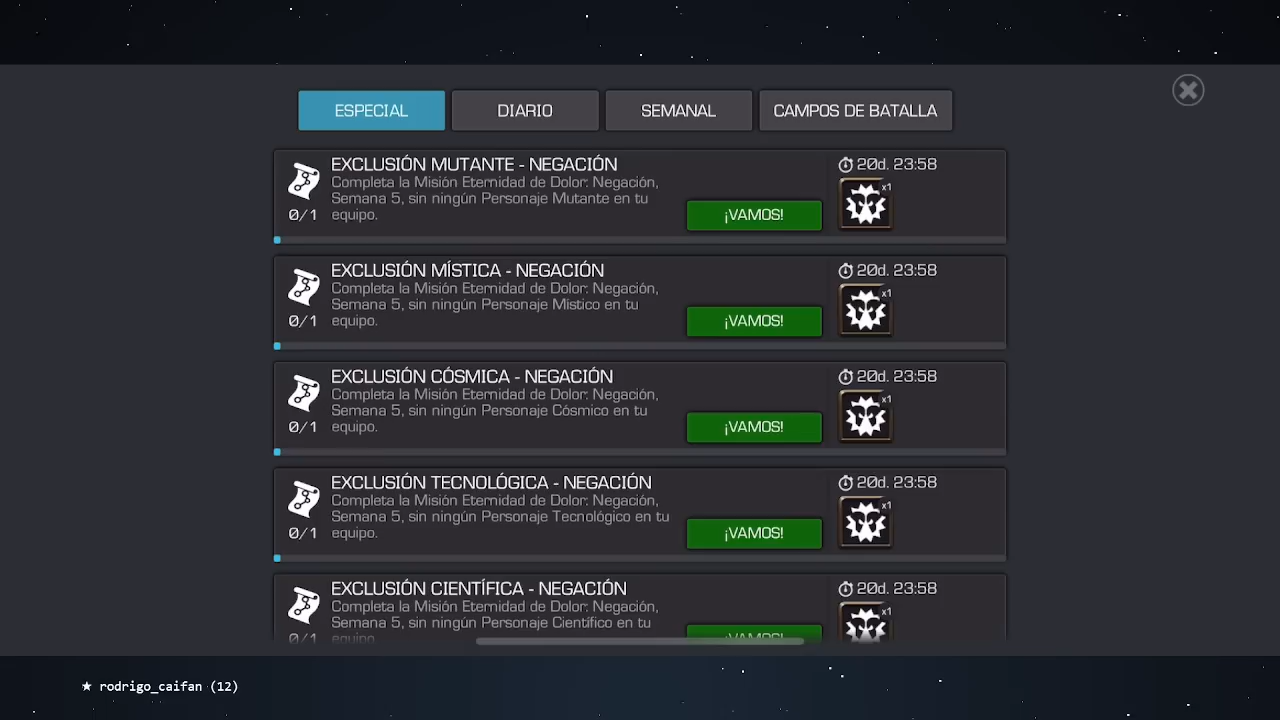 ESPECIAL
DIARIO
SEMANAL
CAMPOS DE BATALLA
EXCLUSIÓN MUTANTE - NEGACIÓN
20d. 23:58
Completa la Misión Eternidad de Dolor: Negación,
Semana 5, sin ningún Personaje Mutante en tu
equipo.
0/1
¡VAMOS!
x1
EXCLUSIÓN MÍSTICA - NEGACIÓN
20d. 23:58
Completa la Misión Eternidad de Dolor: Negación,
Semana 5, sin ningún Personaje Místico en tu
equipo.
0/1
¡VAMOS!
x1
EXCLUSIÓN CÓSMICA - NEGACIÓN
20d. 23:58
Completa la Misión Eternidad de Dolor: Negación,
Semana 5, sin ningún Personaje Cósmico en tu
equipo.
0/1
¡VAMOS!
x1
EXCLUSIÓN TECNOLÓGICA - NEGACIÓN
20d. 23:58
Completa la Misión Eternidad de Dolor: Negación,
Semana 5, sin ningún Personaje Tecnológico en tu
equipo.
0/1
¡VAMOS!
x1
EXCLUSIÓN CIENTÍFICA - NEGACIÓN
20d. 23:58
Completa la Misión Eternidad de Dolor: Negación,
Semana 5, sin ningún Personaje Científico en tu
equipo.
0/1
¡VAMOS!
x1
★ rodrigo_caifan (12)